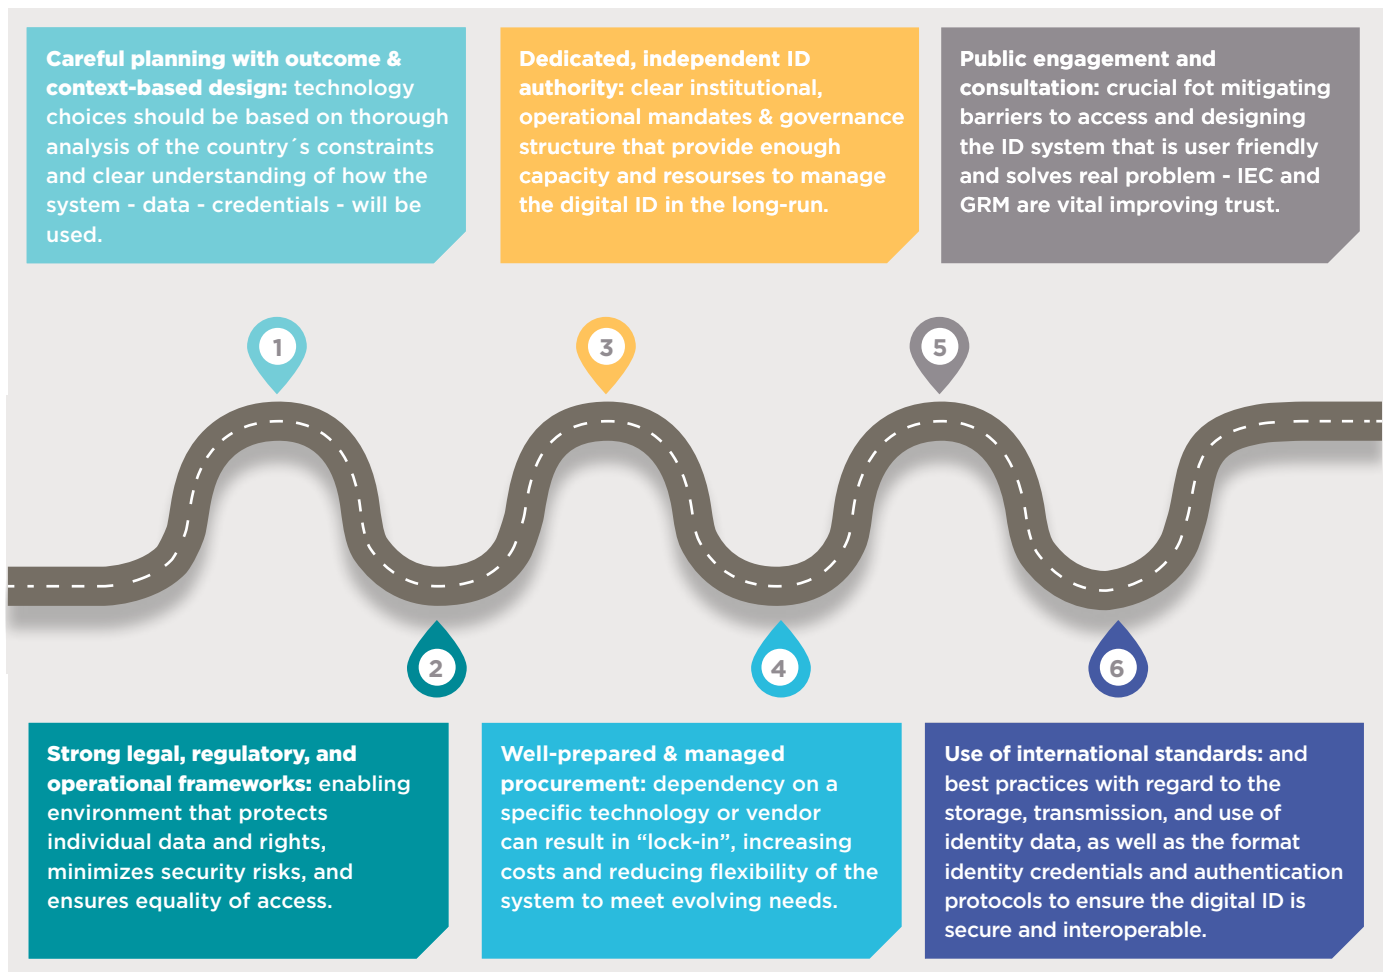 Careful planning with outcome &
context-based design: technology
choices should be based on thorough
analysis of the country´s constraints
and clear understanding of how the
system - data - credentials - will be
used.
Dedicated, independent ID
authority: clear institutional,
operational mandates & governance
structure that provide enough
capacity and resourses to manage
the digital ID in the long-run.
Public engagement and
consultation: crucial fot mitigating
barriers to access and designing
the ID system that is user friendly
and solves real problem - IEC and
GRM are vital improving trust.
1
3
5
2
4
6
Strong legal, regulatory, and
operational frameworks: enabling
environment that protects
individual data and rights,
minimizes security risks, and
ensures equality of access.
Well-prepared & managed
procurement: dependency on a
specific technology or vendor
can result in “lock-in”, increasing
costs and reducing flexibility of the
system to meet evolving needs.
Use of international standards: and
best practices with regard to the
storage, transmission, and use of
identity data, as well as the format
identity credentials and authentication
protocols to ensure the digital ID is
secure and interoperable.